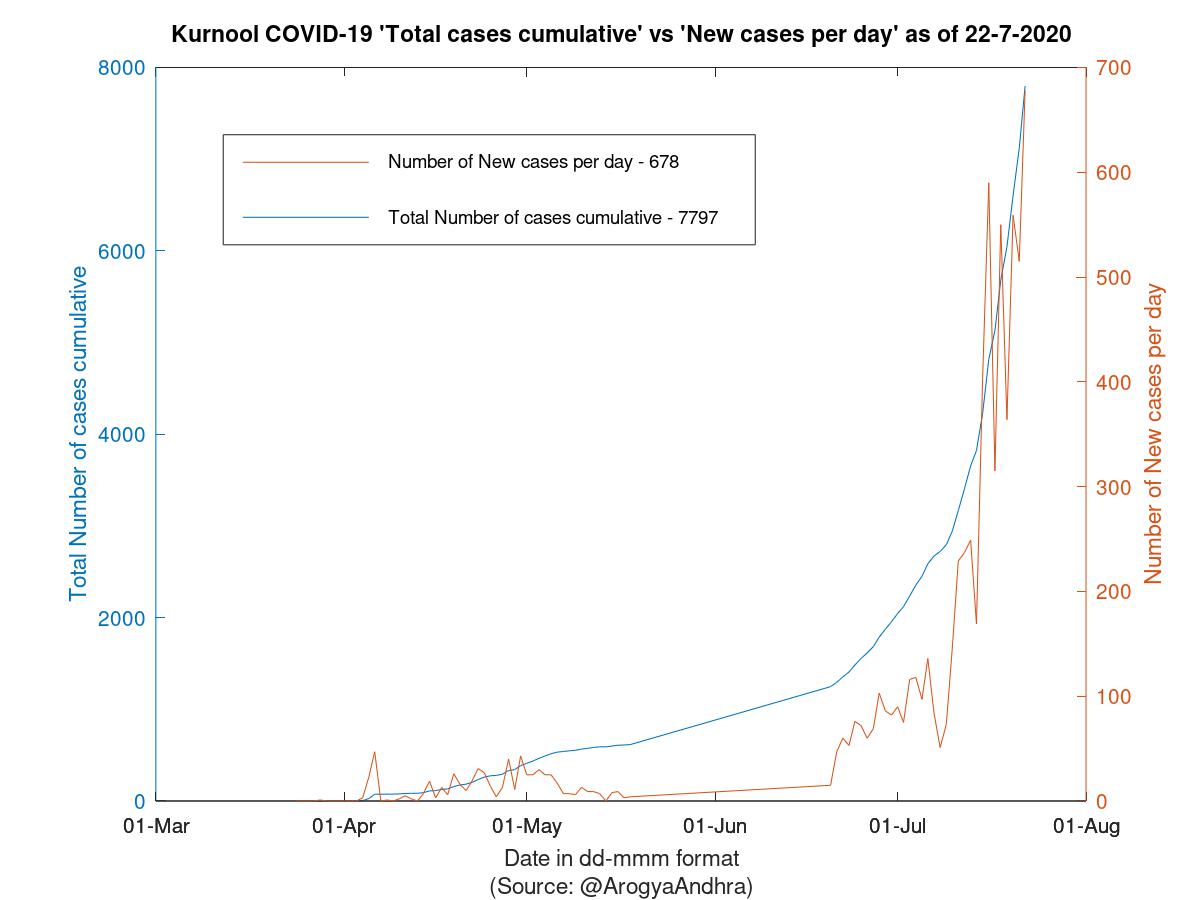 Kurnool COVID-19 'Total cases cumulative' vs 'New cases per day' as of 22-7-2020
8000
6000
4000
2000
0
Total Number of cases cumulative
Number of New cases per day - 678
Total Number of cases cumulative - 7797
700
600
500
400
300
200
100
0
Number of New cases per day
01-Mar 01-Apr 01-May 01-Jun 01-Jul 01-Aug
Date in dd-mmm format
(Source: @ArogyaAndhra)